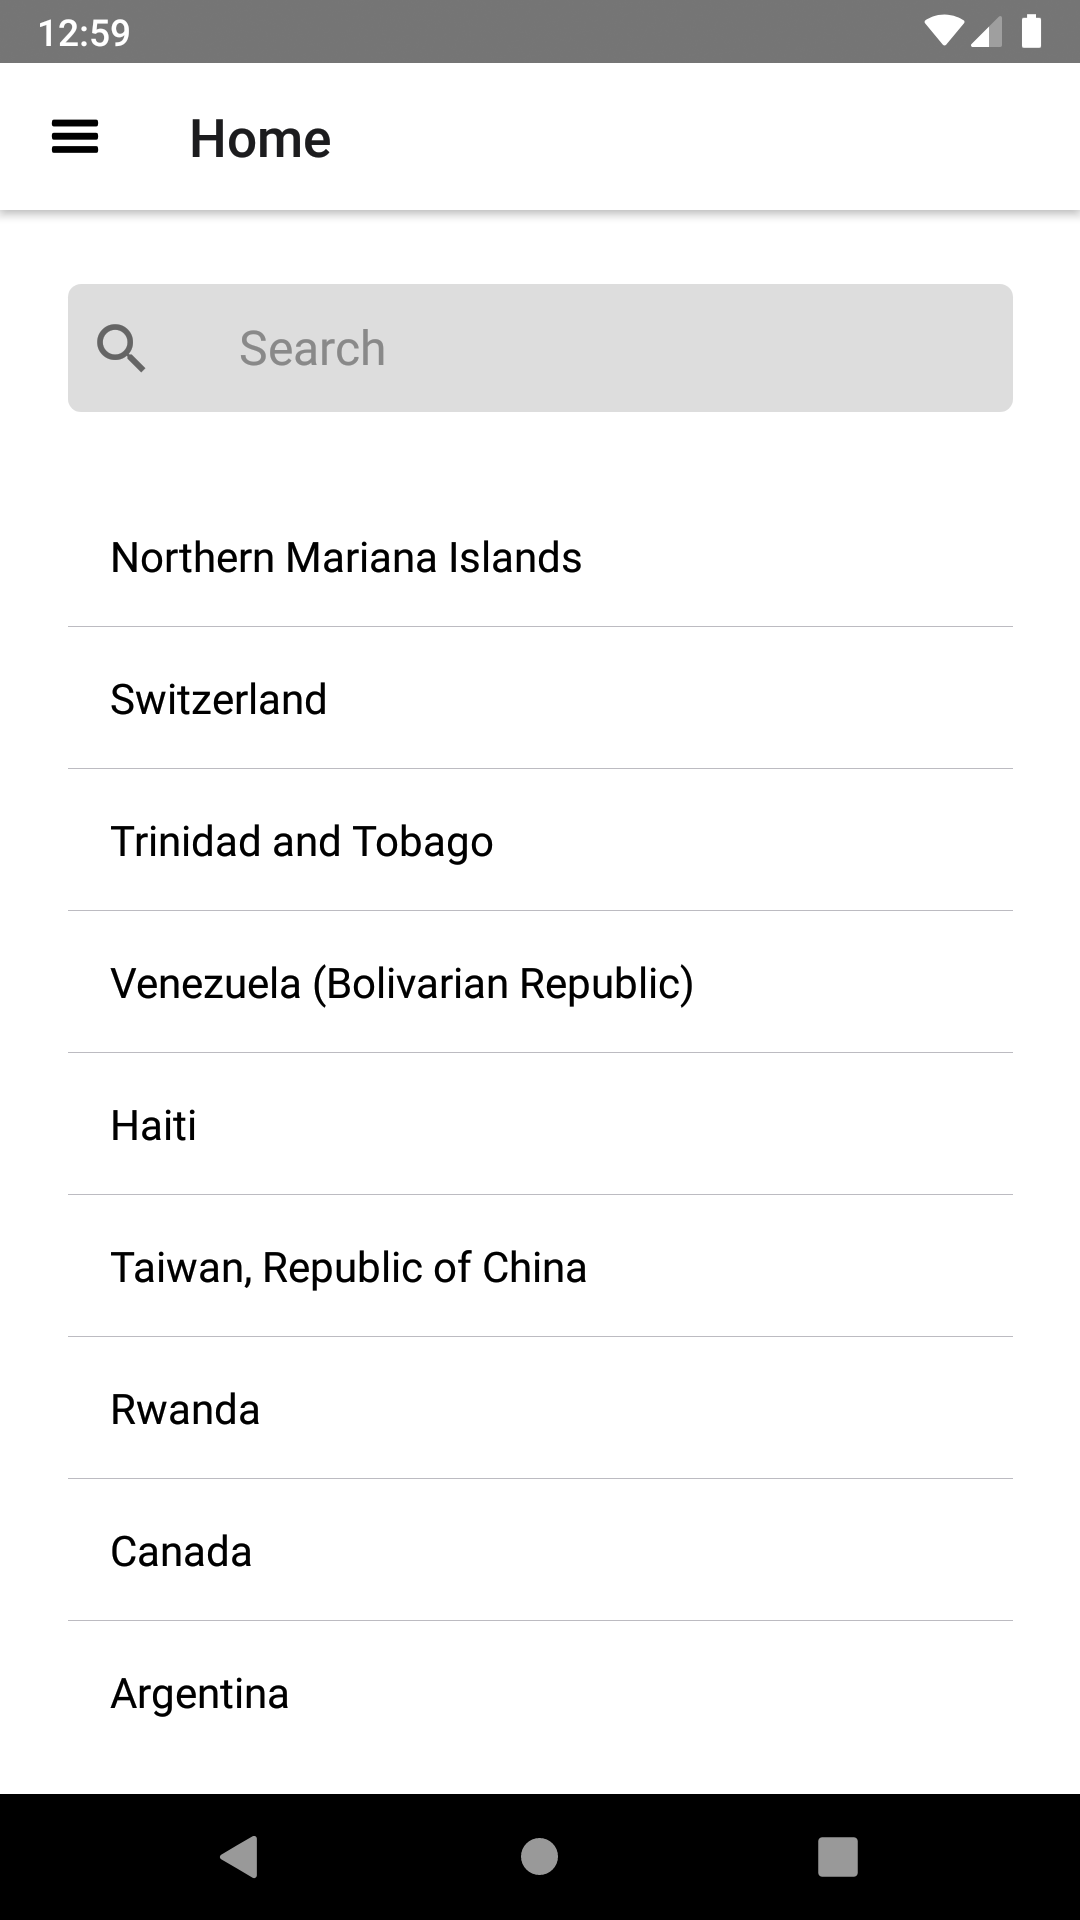 12:59
Home
Search
Northern Mariana Islands
Switzerland
Trinidad and Tobago
Venezuela (Bolivarian Republic)
Haiti
Taiwan, Republic of China
Rwanda
Canada
Argentina